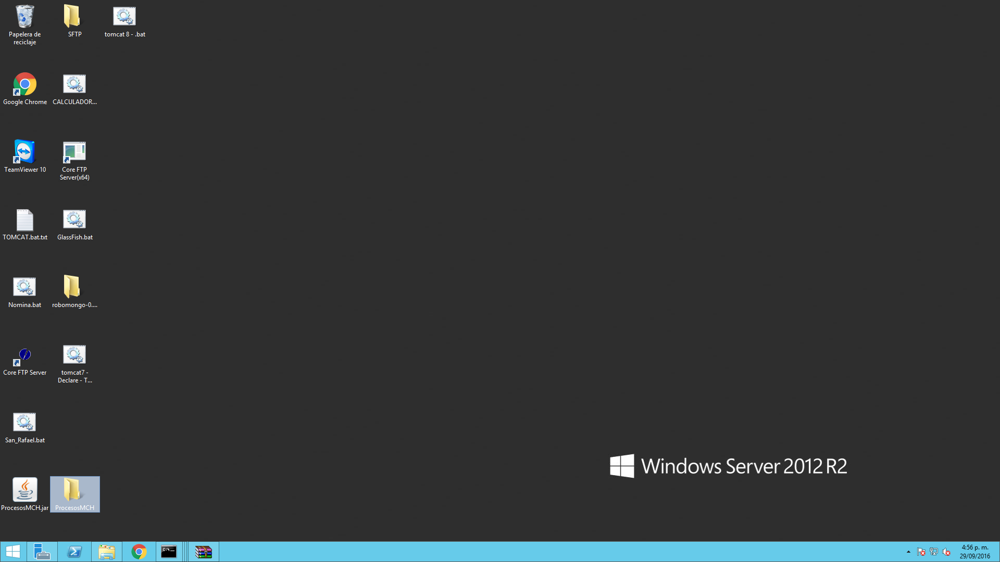 Papelera de
reciclaje
SFTP
tomcat 8 - .bat
Google Chrome
CALCULADOR...
TeamViewer 10
Core FTP
Server(x64)
TOMCAT.bat.txt
GlassFish.bat
Nomina.bat
robomongo-0....
Core FTP Server
tomcat7 -
Declare - T...
San_Rafael.bat
ProcesosMCH.jar
ProcesosMCH
Windows Server 2012 R2
C:\_
4:56 p. m.
29/09/2016